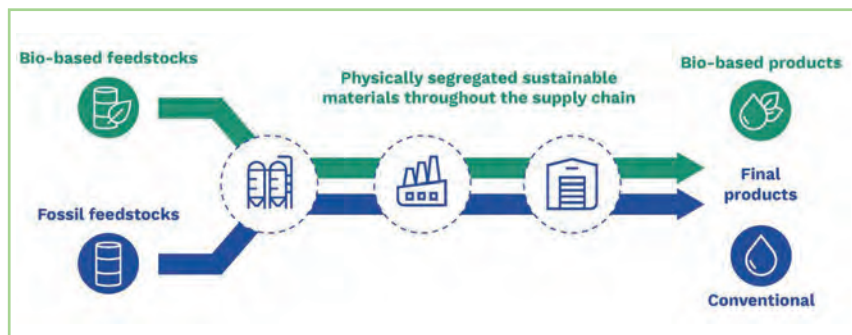 Bio-based feedstocks
Physically segregated sustainable
materials throughout the supply chain
Bio-based products
Fossil feedstocks
Final
products
Conventional